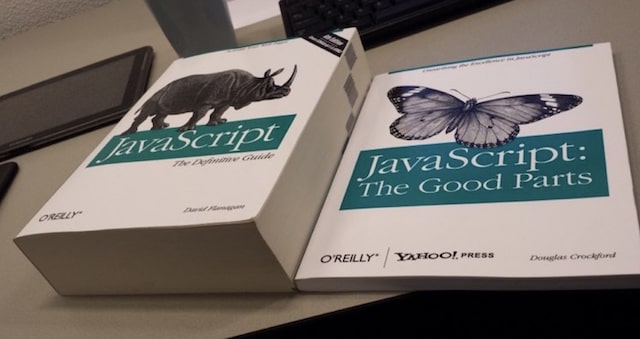 JavaScript
The Definitive Guide
David Flanagan
O'REILLY®
Unearthing the Excellence in JavaScript
JavaScript:
The Good Parts
O'REILLY® | YAHOO! PRESS
Douglas Crockford